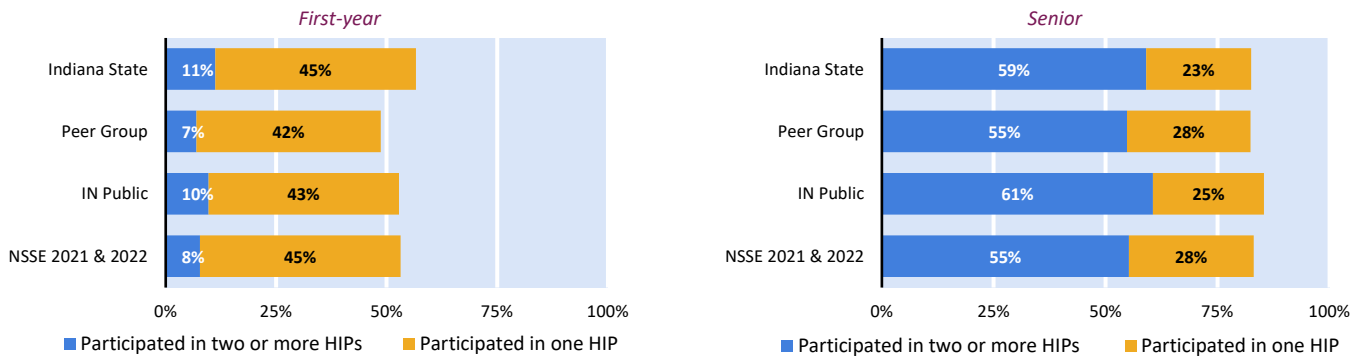 First-year
Indiana State 11% 45%
Peer Group 7% 42%
IN Public 10% 43%
NSSE 2021 & 2022 8% 45%
0% 25% 50% 75% 100%
Participated in two or more HIPs Participated in one HIP
Senior
Indiana State 59% 23%
Peer Group 55% 28%
IN Public 61% 25%
NSSE 2021 & 2022 55% 28%
0% 25% 50% 75% 100%
Participated in two or more HIPs Participated in one HIP